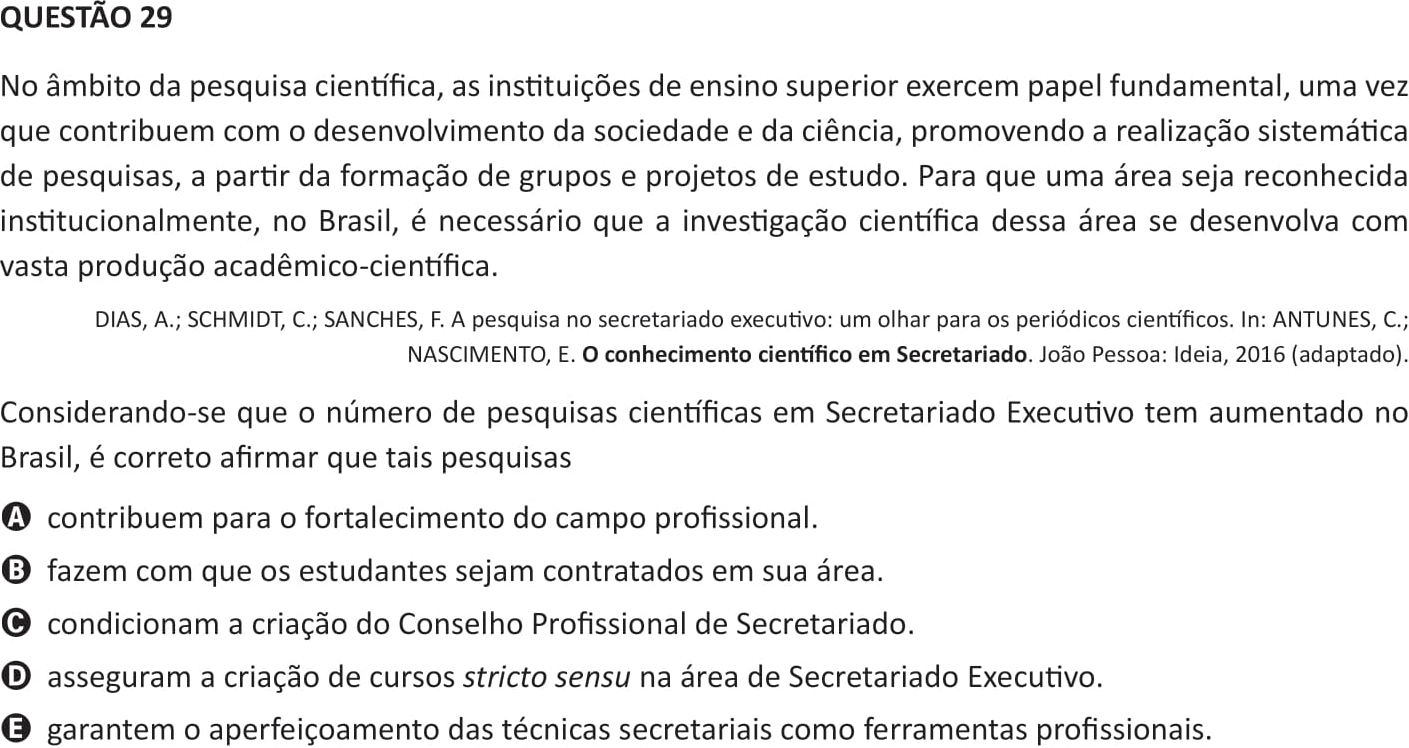 QUESTÃO 29
No âmbito da pesquisa científica, as instituições de ensino superior exercem papel fundamental, uma vez
que contribuem com o desenvolvimento da sociedade e da ciência, promovendo a realização sistemática
de pesquisas, a partir da formação de grupos e projetos de estudo. Para que uma área seja reconhecida
institucionalmente, no Brasil, é necessário que a investigação científica dessa área se desenvolva com
vasta produção acadêmico-científica.
DIAS, A.; SCHMIDT, C.; SANCHES, F. A pesquisa no secretariado executivo: um olhar para os periódicos científicos. In: ANTUNES, C.;
NASCIMENTO, E. O conhecimento científico em Secretariado. João Pessoa: Ideia, 2016 (adaptado).
Considerando-se que o número de pesquisas científicas em Secretariado Executivo tem aumentado no
Brasil, é correto afirmar que tais pesquisas
A contribuem para o fortalecimento do campo profissional.
B fazem com que os estudantes sejam contratados em sua área.
C condicionam a criação do Conselho Profissional de Secretariado.
D asseguram a criação de cursos stricto sensu na área de Secretariado Executivo.
E garantem o aperfeiçoamento das técnicas secretariais como ferramentas profissionais.